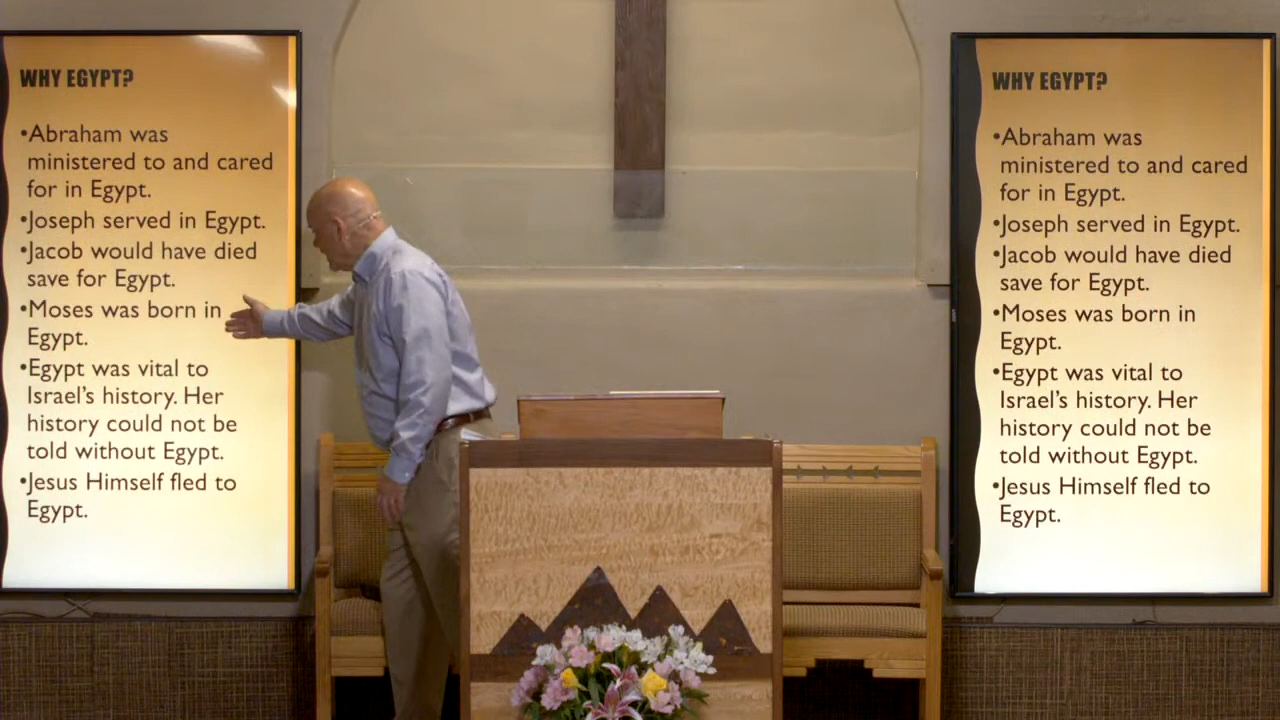 WHY EGYPT?
•Abraham was
ministered to and cared
for in Egypt.
•Joseph served in Egypt.
•Jacob would have died
save for Egypt.
•Moses was born in
Egypt.
•Egypt was vital to
Israel's history. Her
history could not be
told without Egypt.
•Jesus Himself fled to
Egypt.
WHY EGYPT?
•Abraham was
ministered to and cared
for in Egypt.
•Joseph served in Egypt.
•Jacob would have died
save for Egypt.
•Moses was born in
Egypt.
•Egypt was vital to
Israel's history. Her
history could not be
told without Egypt.
•Jesus Himself fled to
Egypt.